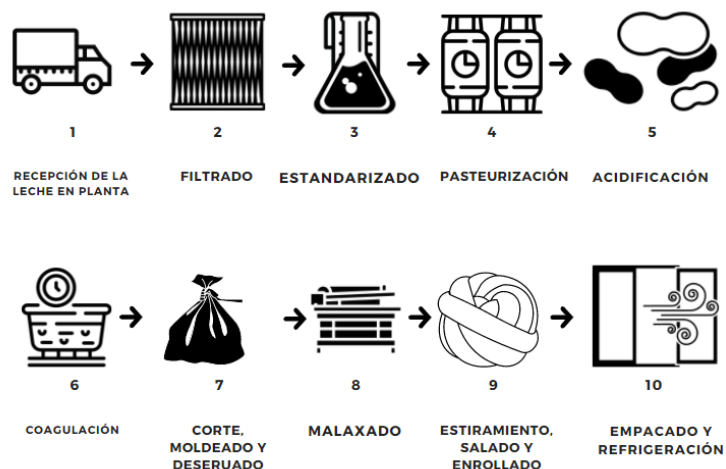 1
RECEPCIÓN DE LA
LECHE EN PLANTA
2
FILTRADO
3
ESTANDARIZADO
4
PASTEURIZACIÓN
5
ACIDIFICACIÓN
6
COAGULACIÓN
7
CORTE,
MOLDEADO Y
DESERUADO
8
MALAXADO
9
ESTIRAMIENTO,
SALADO Y
ENROLLADO
10
EMPACADO Y
REFRIGERACIÓN